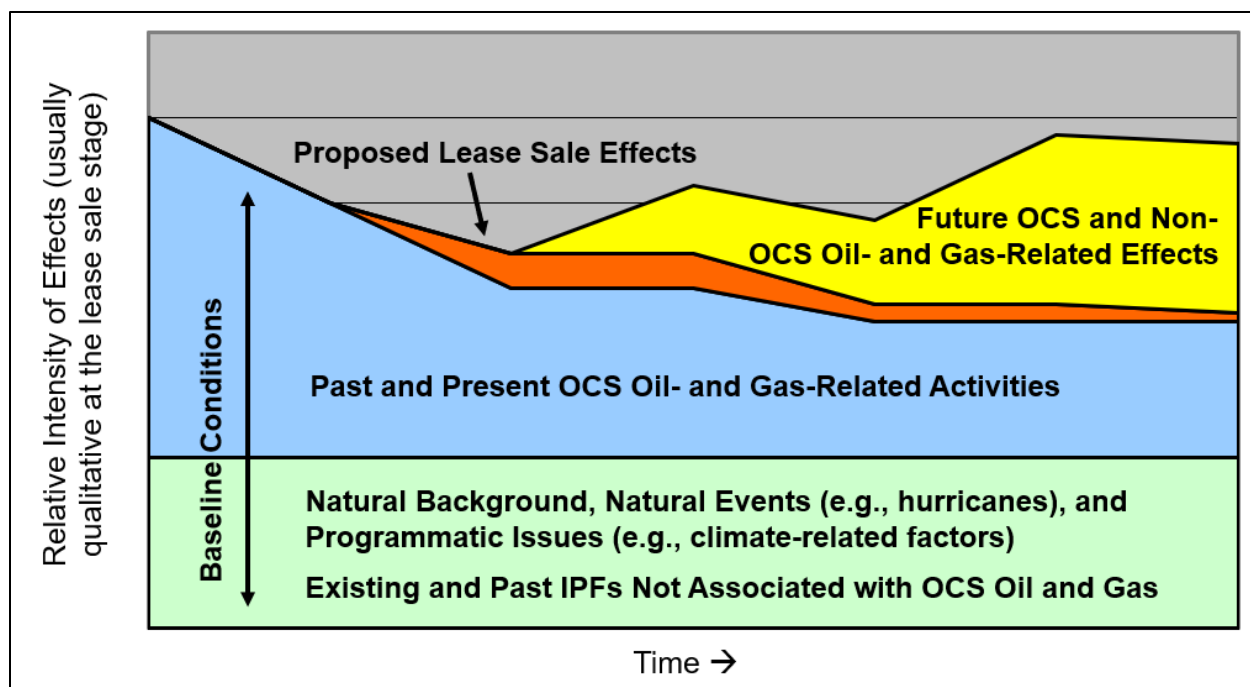 Relative Intensity of Effects (usually
qualitative at the lease sale stage)
Proposed Lease Sale Effects
Future OCS and Non-
OCS Oil- and Gas-Related Effects
Baseline Conditions
Past and Present OCS Oil- and Gas-Related Activities
Natural Background, Natural Events (e.g., hurricanes), and
Programmatic Issues (e.g., climate-related factors)
Existing and Past IPFs Not Associated with OCS Oil and Gas
Time →